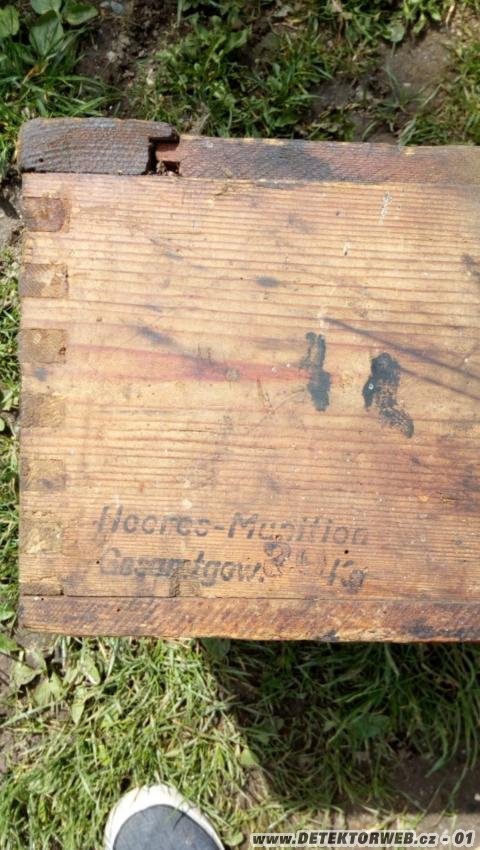 Heeres-Munition
Gesamtgew. Kg
www.DETEKTORWEB.cz - 01